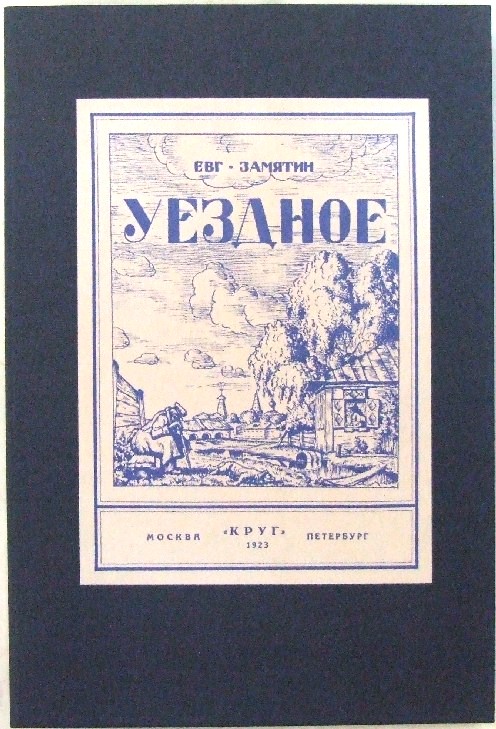 ЕВГ · ЗАМЯТИН
УЕЗДНОЕ
МОСКВА «КРУГ» ПЕТЕРБУРГ
1923